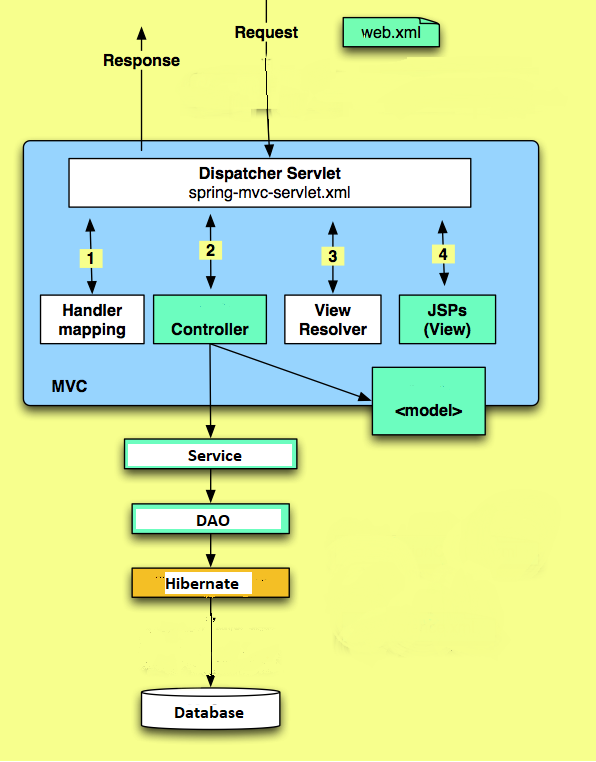 Request
web.xml
Response
Dispatcher Servlet
spring-mvc-servlet.xml
1
2
3
4
Handler
mapping
Controller
View
Resolver
JSPs
(View)
MVC
<model>
Service
DAO
Hibernate
Database